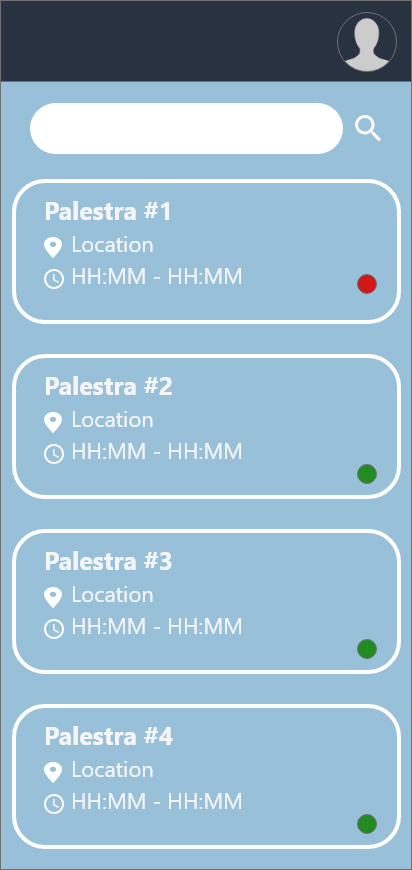 Palestra #1
Location
HH:MM - HH:MM
Palestra #2
Location
HH:MM - HH:MM
Palestra #3
Location
HH:MM - HH:MM
Palestra #4
Location
HH:MM - HH:MM